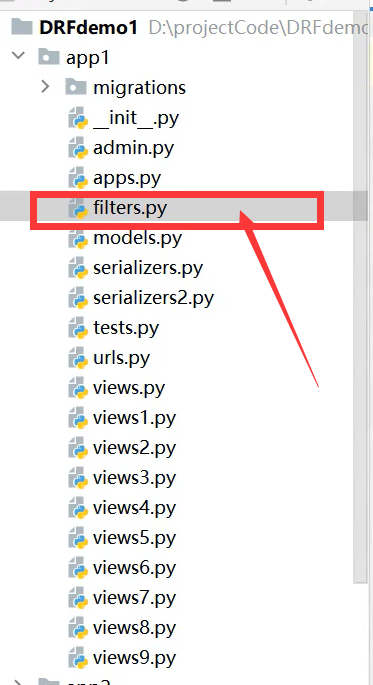 DRFdemo1 D:\projectCode\DRFdemo
app1
migrations
__init__.py
admin.py
apps.py
filters.py
models.py
serializers.py
serializers2.py
tests.py
urls.py
views.py
views1.py
views2.py
views3.py
views4.py
views5.py
views6.py
views7.py
views8.py
views9.py